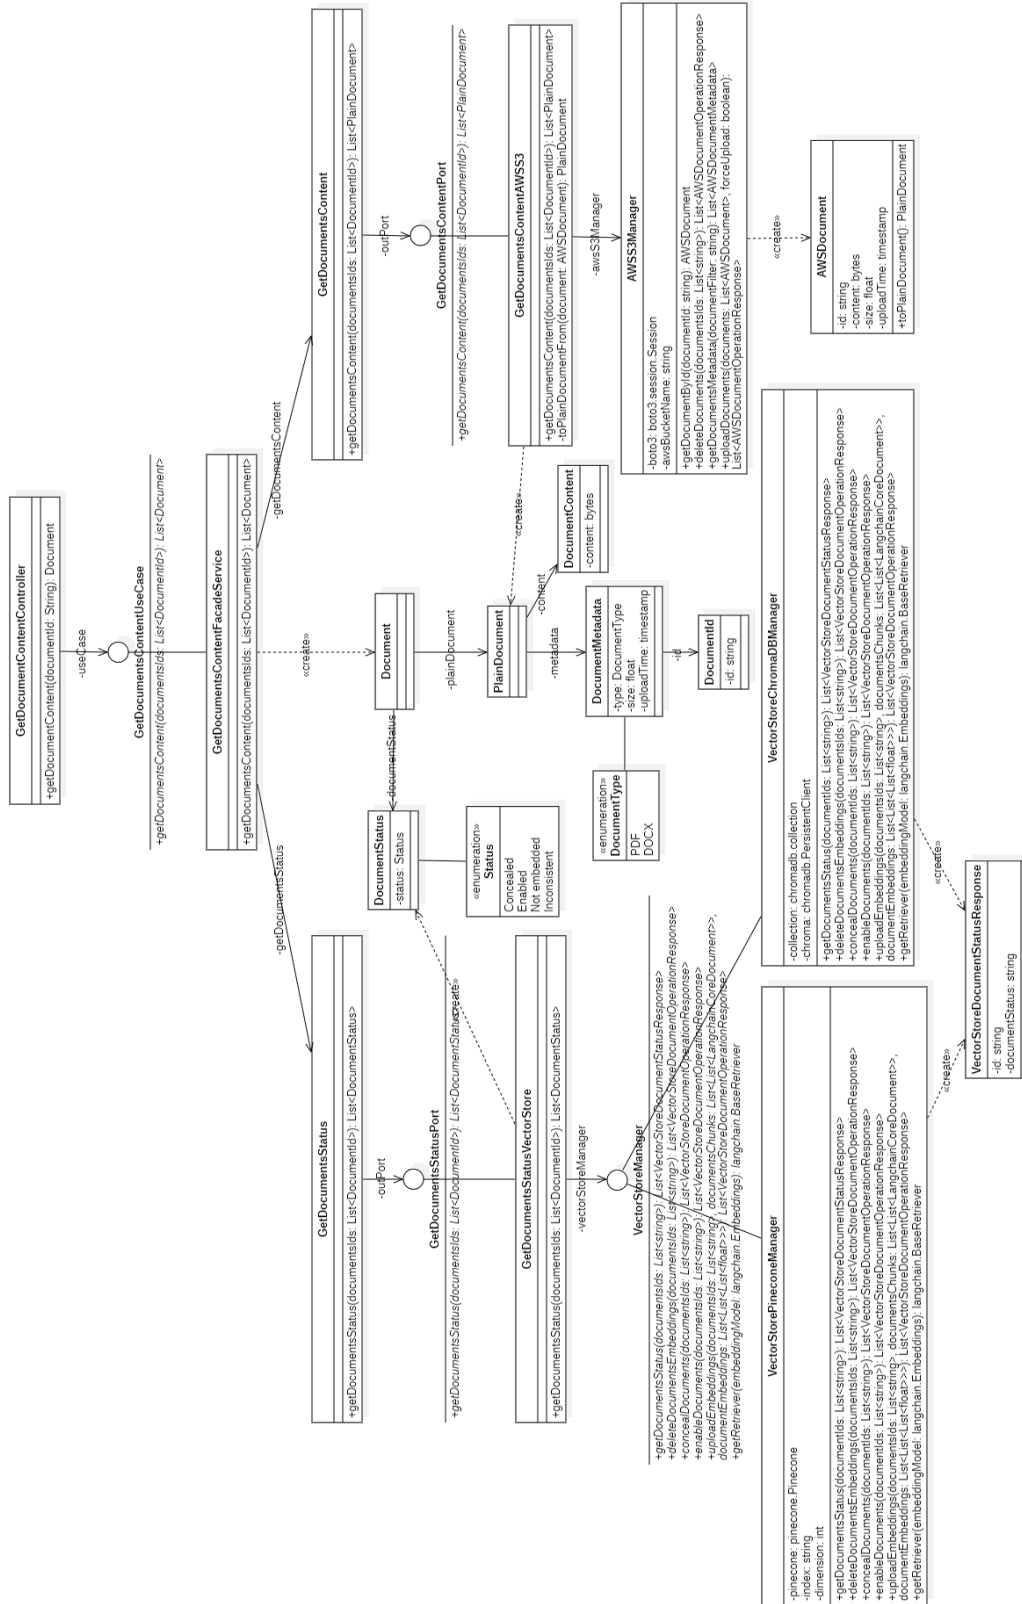 GetDocumentContentController
+getDocumentContent(documentId: String): Document
-useCase
GetDocumentsContentUseCase
+getDocumentsContent(documentsIds: List<DocumentId>): List<Document>
GetDocumentsContentFacadeService
+getDocumentsContent(documentsIds: List<DocumentId>): List<Document>
-getDocumentsStatus
«create»
-getDocumentsContent
GetDocumentsStatus
+getDocumentsStatus(documentsIds: List<DocumentId>): List<DocumentStatus>
-outPort
GetDocumentsStatusPort
+getDocumentsStatus(documentsIds: List<DocumentId>): List<DocumentStatus>
«create»
GetDocumentsStatusVectorStore
+getDocumentsStatus(documentsIds: List<DocumentId>): List<DocumentStatus>
-vectorStoreManager
VectorStoreManager
+getDocumentsStatus(documentsIds: List<string>): List<VectorStoreDocumentStatusResponse>
+deleteDocumentsEmbeddings(documentsIds: List<string>): List<VectorStoreDocumentOperationResponse>
+concealDocuments(documentsIds: List<string>): List<VectorStoreDocumentOperationResponse>
+enableDocuments(documentsIds: List<string>): List<VectorStoreDocumentOperationResponse>
+uploadEmbeddings(documentsIds: List<string>, documentsChunks: List<List<LangchainCoreDocument>>,
documentEmbeddings: List<List<List<float>>>): List<VectorStoreDocumentOperationResponse>
+getRetriever(embeddingModel: langchain.Embeddings): langchain.BaseRetriever
VectorStorePineconeManager
-pinecone: pinecone.Pinecone
-index: string
-dimension: int
+getDocumentsStatus(documentIds: List<string>): List<VectorStoreDocumentStatusResponse>
+deleteDocumentsEmbeddings(documentsIds: List<string>): List<VectorStoreDocumentOperationResponse>
+concealDocuments(documentIds: List<string>): List<VectorStoreDocumentOperationResponse>
+enableDocuments(documentIds: List<string>): List<VectorStoreDocumentOperationResponse>
+uploadEmbeddings(documentsIds: List<string>, documentsChunks: List<List<LangchainCoreDocument>>,
documentEmbeddings: List<List<List<float>>>): List<VectorStoreDocumentOperationResponse>
+getRetriever(embeddingModel: langchain.Embeddings): langchain.BaseRetriever
«create»
VectorStoreChromaDBManager
-collection: chromadb.collection
-chroma: chromadb.PersistentClient
+getDocumentsStatus(documentIds: List<string>): List<VectorStoreDocumentStatusResponse>
+deleteDocumentsEmbeddings(documentsIds: List<string>): List<VectorStoreDocumentOperationResponse>
+concealDocuments(documentIds: List<string>): List<VectorStoreDocumentOperationResponse>
+enableDocuments(documentIds: List<string>): List<VectorStoreDocumentOperationResponse>
+uploadEmbeddings(documentsIds: List<string>, documentsChunks: List<List<LangchainCoreDocument>>,
documentEmbeddings: List<List<List<float>>>): List<VectorStoreDocumentOperationResponse>
+getRetriever(embeddingModel: langchain.Embeddings): langchain.BaseRetriever
«create»
VectorStoreDocumentStatusResponse
-id: string
-documentStatus: string
Document
-documentStatus
DocumentStatus
-status: Status
«enumeration»
Status
Concealed
Enabled
Not embedded
Inconsistent
-plainDocument
PlainDocument
-content
DocumentContent
-content: bytes
-metadata
DocumentMetadata
-type: DocumentType
-size: float
-uploadTime: timestamp
«enumeration»
DocumentType
PDF
DOCX
-id
DocumentId
-id: string
GetDocumentsContent
+getDocumentsContent(documentsIds: List<DocumentId>): List<PlainDocument>
-outPort
GetDocumentsContentPort
+getDocumentsContent(documentsIds: List<DocumentId>): List<PlainDocument>
GetDocumentsContentAWSS3
+getDocumentsContent(documentsIds: List<DocumentId>): List<PlainDocument>
-toPlainDocumentFrom(document: AWSDocument): PlainDocument
«create»
-awsS3Manager
AWSS3Manager
-boto3: boto3.session.Session
-awsBucketName: string
+getDocumentById(documentId: string): AWSDocument
+deleteDocuments(documentsIds: List<string>): List<AWSDocumentOperationResponse>
+getDocumentsMetadata(documentFilter: string): List<AWSDocumentMetadata>
+uploadDocuments(documents: List<AWSDocument>, forceUpload: boolean):
List<AWSDocumentOperationResponse>
«create»
AWSDocument
-id: string
-content: bytes
-size: float
-uploadTime: timestamp
+toPlainDocument(): PlainDocument